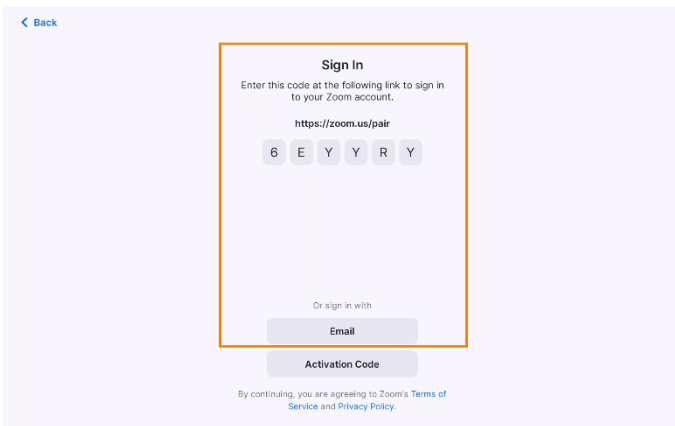 Back
Sign In
Enter this code at the following link to sign in
to your Zoom account.
https://zoom.us/pair
6 E Y Y R Y
Or sign in with
Email
Activation Code
By continuing, you are agreeing to Zoom's Terms of
Service and Privacy Policy.